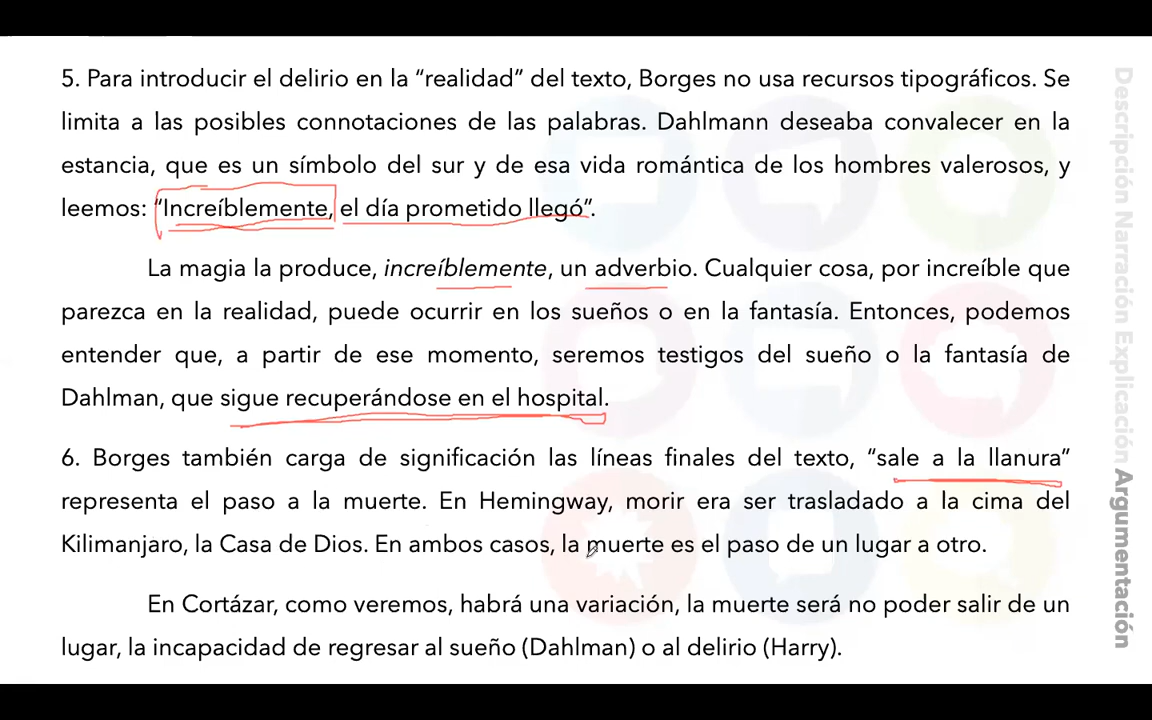 5. Para introducir el delirio en la “realidad” del texto, Borges no usa recursos tipográficos. Se
limita a las posibles connotaciones de las palabras. Dahlmann deseaba convalecer en la
estancia, que es un símbolo del sur y de esa vida romántica de los hombres valerosos, y
leemos: “Increíblemente, el día prometido llegó”.
La magia la produce, increíblemente, un adverbio. Cualquier cosa, por increíble que
parezca en la realidad, puede ocurrir en los sueños o en la fantasía. Entonces, podemos
entender que, a partir de ese momento, seremos testigos del sueño o la fantasía de
Dahlman, que sigue recuperándose en el hospital.
6. Borges también carga de significación las líneas finales del texto, “sale a la llanura”
representa el paso a la muerte. En Hemingway, morir era ser trasladado a la cima del
Kilimanjaro, la Casa de Dios. En ambos casos, la muerte es el paso de un lugar a otro.
En Cortázar, como veremos, habrá una variación, la muerte será no poder salir de un
lugar, la incapacidad de regresar al sueño (Dahlman) o al delirio (Harry).
Descripción Narración Explicación Argumentación